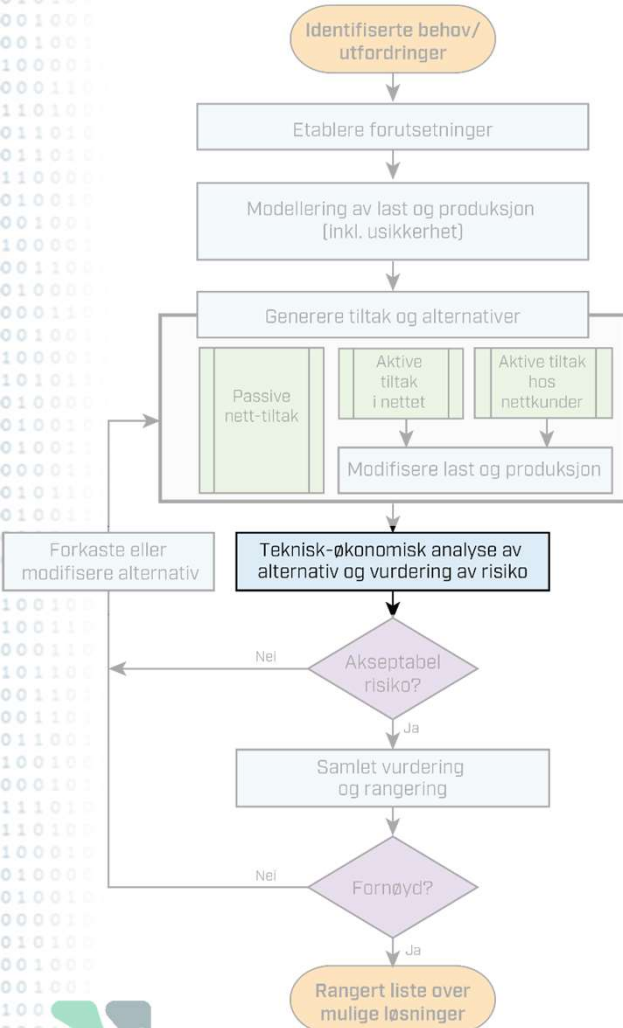 Identifiserte behov/
utfordringer
Etablere forutsetninger
Modellering av last og produksjon
(inkl. usikkerhet)
Generere tiltak og alternativer
Passive
nett-tiltak
Aktive
tiltak
i nettet
Aktive tiltak
hos
nettkunder
Modifisere last og produksjon
Forkaste eller
modifisere alternativ
Teknisk-økonomisk analyse av
alternativ og vurdering av risiko
Nei
Akseptabel
risiko?
Ja
Samlet vurdering
og rangering
Nei
Fornøyd?
Ja
Rangert liste over
mulige løsninger